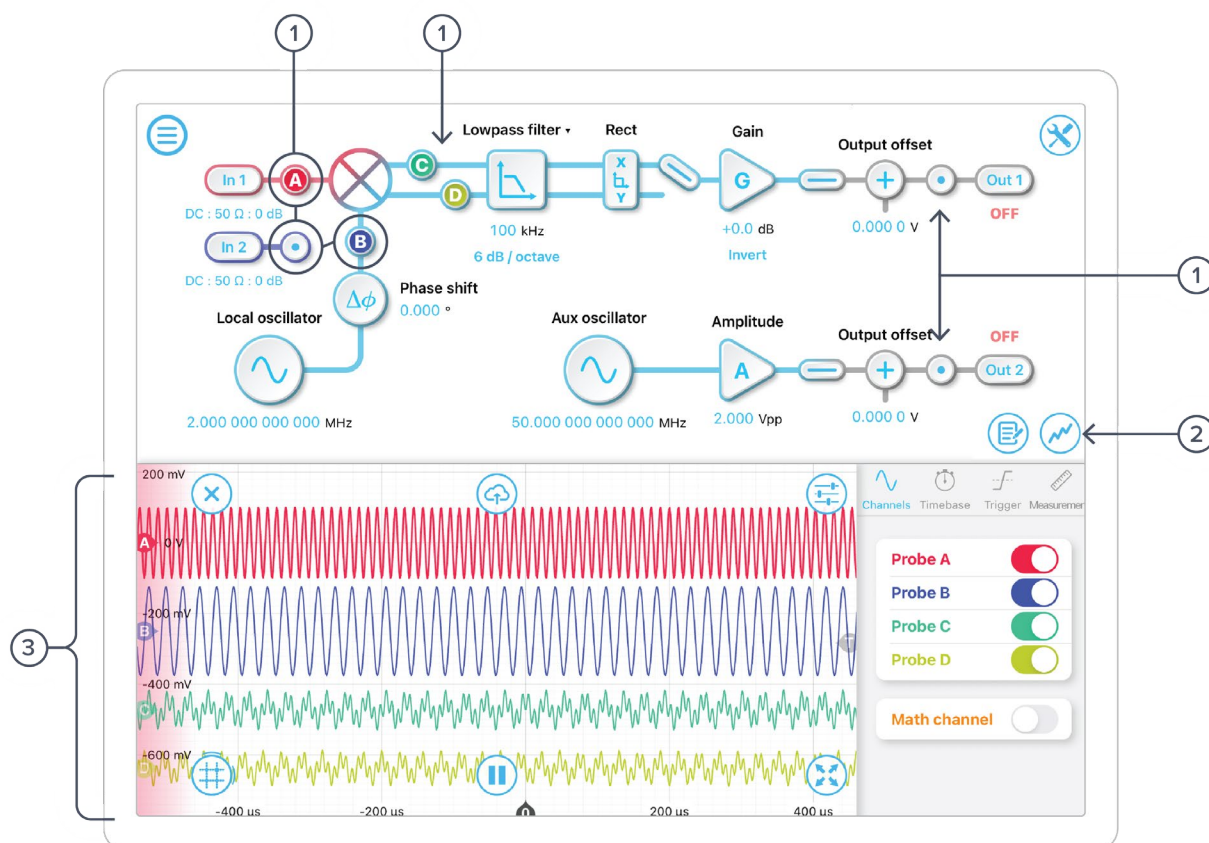 1
1
Lowpass filter
Rect
Gain
Output offset
In 1
A
C
D
X
Y
G
0.000 0 V
Out 1
OFF
DC : 50 Ω : 0 dB
100 kHz
6 dB / octave
+0.0 dB
Invert
In 2
B
DC : 50 Ω : 0 dB
1
Δϕ
Phase shift
0.000 °
Local oscillator
2.000 000 000 000 MHz
Aux oscillator
50.000 000 000 000 MHz
Amplitude
A
2.000 Vpp
Output offset
0.000 0 V
OFF
Out 2
2
3
200 mV
A
0 V
-200 mV
B
T
-400 mV
C
-600 mV
D
-400 us
-200 us
0
200 us
400 us
Channels
Timebase
Trigger
Measuremen
Probe A
Probe B
Probe C
Probe D
Math channel